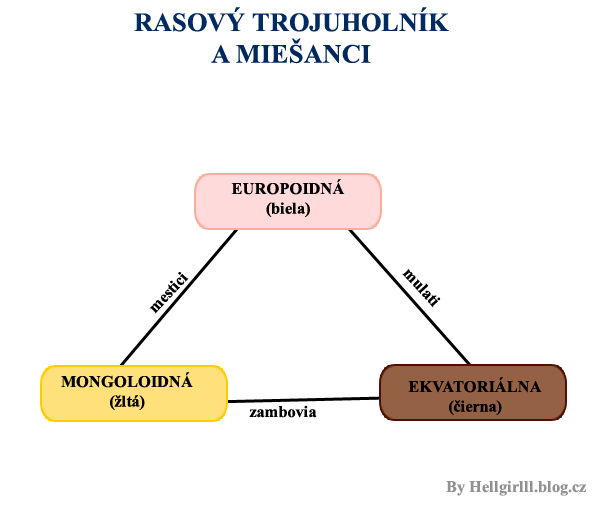 RASOVÝ TROJUHOLNÍK
A MIEŠANCI
EUROPOIDNÁ
(biela)
mestici
mulati
MONGOLOIDNÁ
(žltá)
zambovia
EKVATORIÁLNA
(čierna)
By Hellgirlll.blog.cz